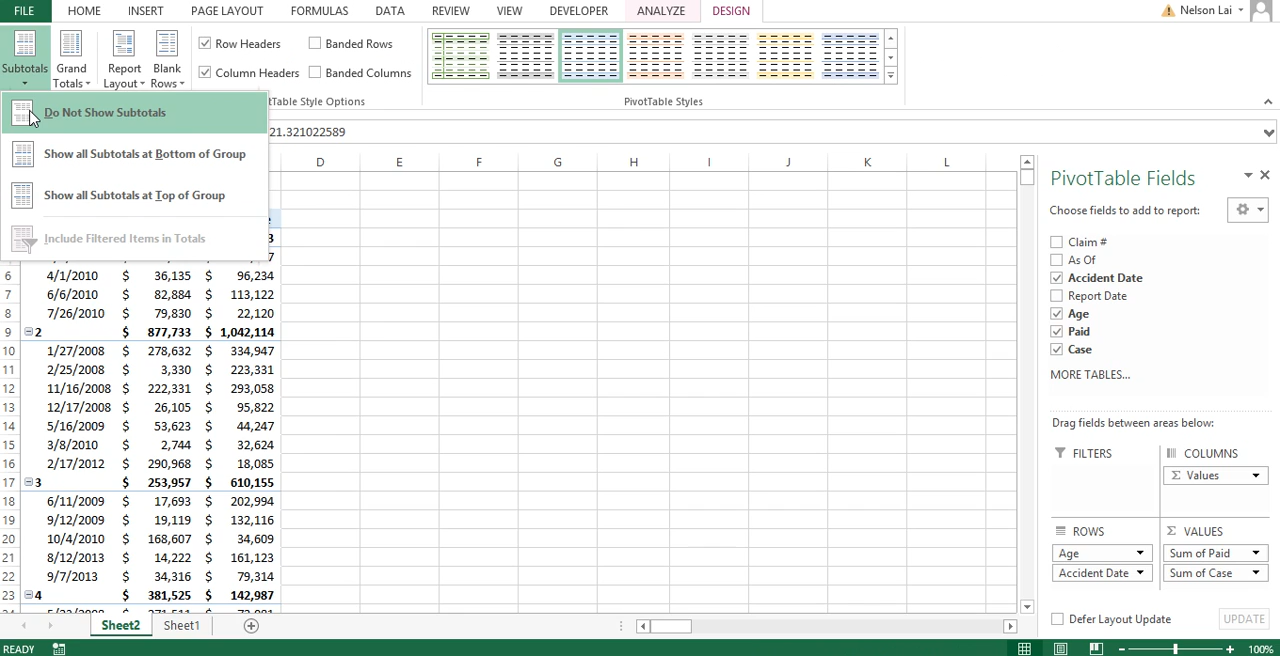 FILE HOME INSERT PAGE LAYOUT FORMULAS DATA REVIEW VIEW DEVELOPER ANALYZE DESIGN Nelson Lai
Subtotals
Grand Totals
Report Layout
Blank Rows
Row Headers Banded Rows
Column Headers Banded Columns
Table Style Options PivotTable Styles
Do Not Show Subtotals
Show all Subtotals at Bottom of Group
Show all Subtotals at Top of Group
Include Filtered Items in Totals
21.321022589
D E F G H I J K L
3
7
6 4/1/2010 $ 36,135 $ 96,234
7 6/6/2010 $ 82,884 $ 113,122
8 7/26/2010 $ 79,830 $ 22,120
9 2 $ 877,733 $ 1,042,114
10 1/27/2008 $ 278,632 $ 334,947
11 2/25/2008 $ 3,330 $ 223,331
12 11/16/2008 $ 222,331 $ 293,058
13 12/17/2008 $ 26,105 $ 95,822
14 5/16/2009 $ 53,623 $ 44,247
15 3/8/2010 $ 2,744 $ 32,624
16 2/17/2012 $ 290,968 $ 18,085
17 3 $ 253,957 $ 610,155
18 6/11/2009 $ 17,693 $ 202,994
19 9/12/2009 $ 19,119 $ 132,116
20 10/4/2010 $ 168,607 $ 34,609
21 8/12/2013 $ 14,222 $ 161,123
22 9/7/2013 $ 34,316 $ 79,314
23 4 $ 381,525 $ 142,987
PivotTable Fields
Choose fields to add to report:
Claim #
As Of
Accident Date
Report Date
Age
Paid
Case
MORE TABLES...
Drag fields between areas below:
FILTERS COLUMNS
Σ Values
ROWS Σ VALUES
Age Sum of Paid
Accident Date Sum of Case
Defer Layout Update UPDATE
Sheet2 Sheet1
READY 100%